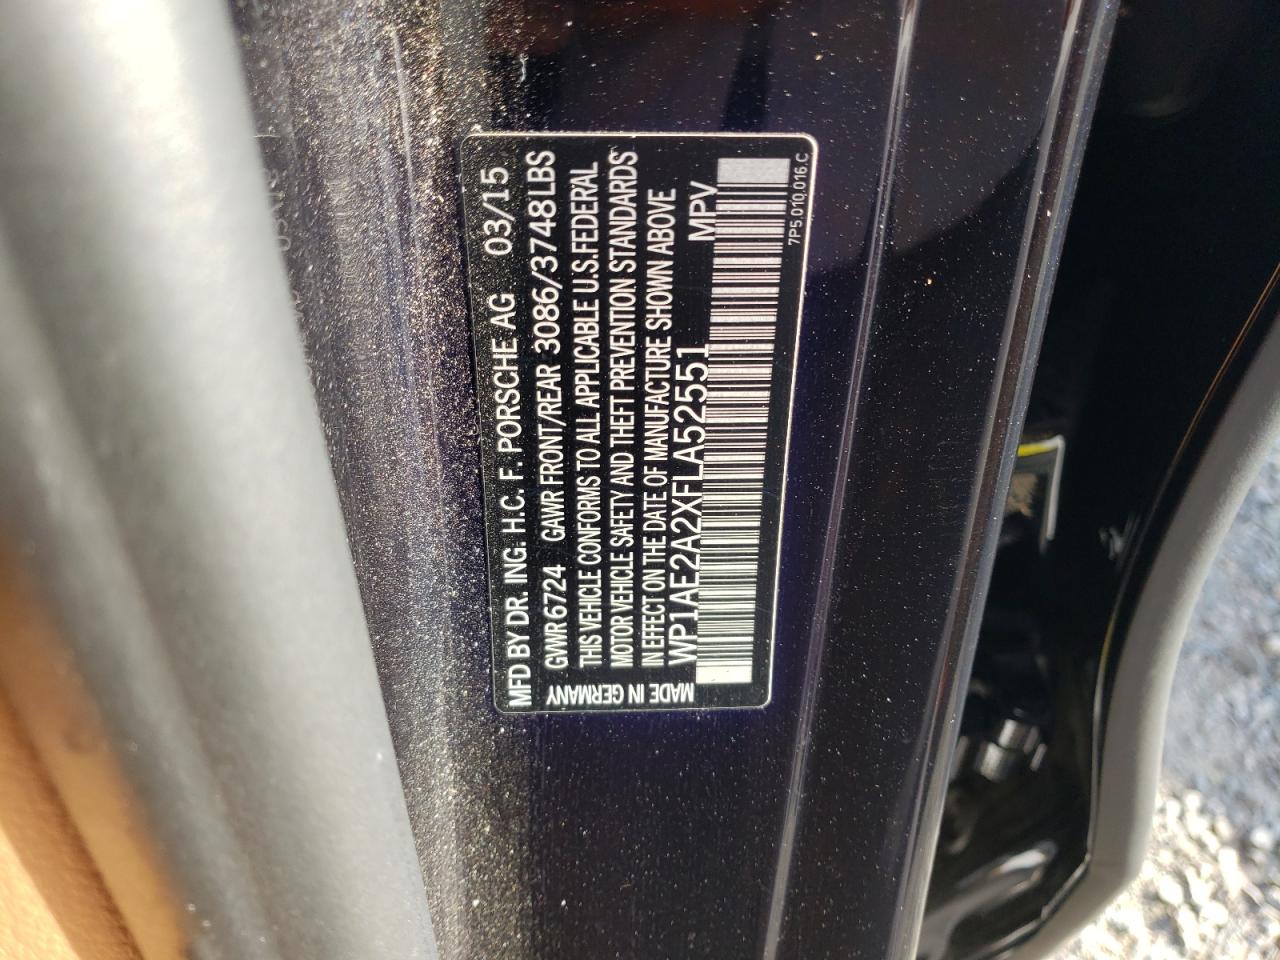 MFD BY DR. ING. H.C. F. PORSCHE AG 03/15
GVWR 6724 GAWR FRONT/REAR 3086/3748LBS
THIS VEHICLE CONFORMS TO ALL APPLICABLE U.S.FEDERAL
MOTOR VEHICLE SAFETY AND THEFT PREVENTION STANDARDS
IN EFFECT ON THE DATE OF MANUFACTURE SHOWN ABOVE
WP1AE2A2XFLA52551 MPV
MADE IN GERMANY
7P5.010.016.C